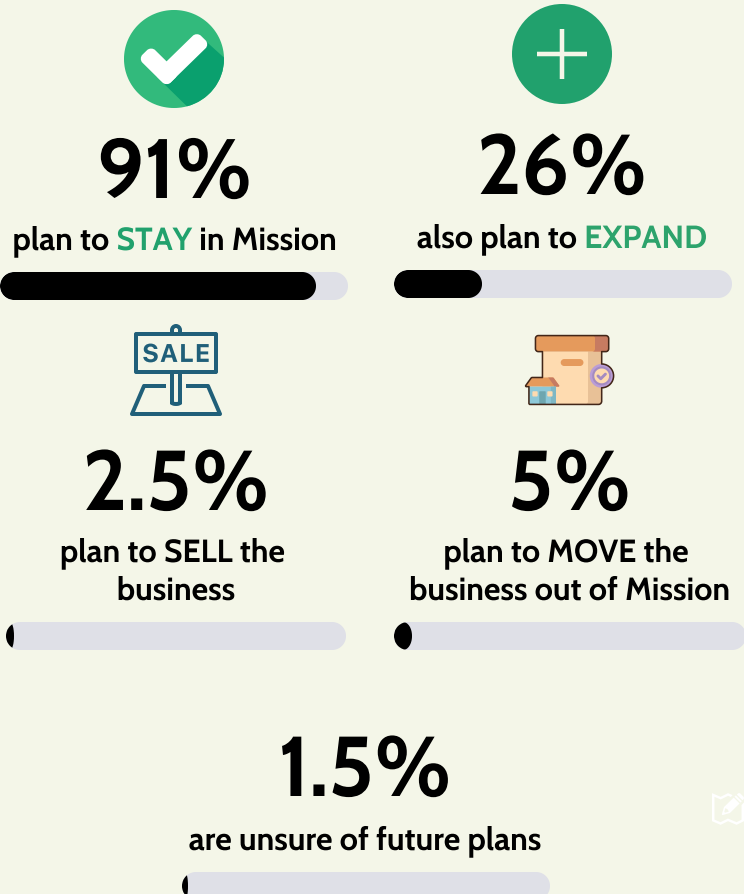 91%
plan to STAY in Mission
26%
also plan to EXPAND
SALE
2.5%
plan to SELL the
business
5%
plan to MOVE the
business out of Mission
1.5%
are unsure of future plans